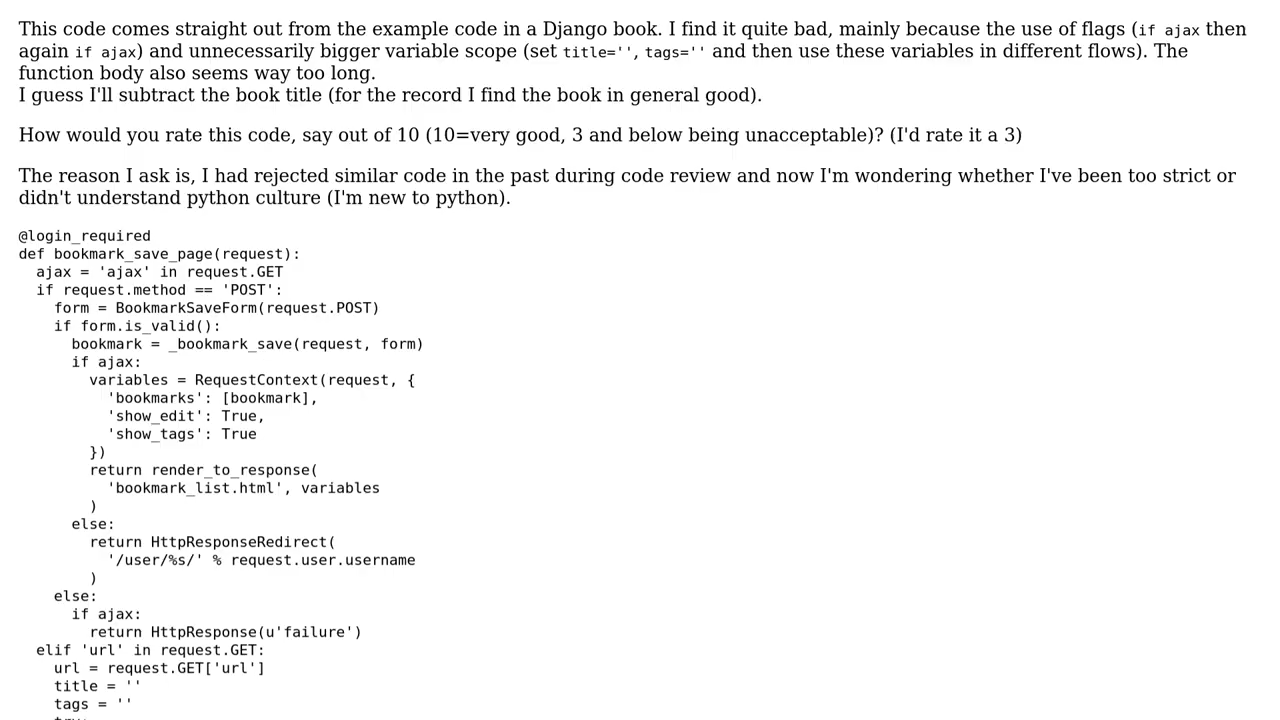 This code comes straight out from the example code in a Django book. I find it quite bad, mainly because the use of flags (if ajax then
again if ajax) and unnecessarily bigger variable scope (set title='', tags='' and then use these variables in different flows). The
function body also seems way too long.
I guess I'll subtract the book title (for the record I find the book in general good).
How would you rate this code, say out of 10 (10=very good, 3 and below being unacceptable)? (I'd rate it a 3)
The reason I ask is, I had rejected similar code in the past during code review and now I'm wondering whether I've been too strict or
didn't understand python culture (I'm new to python).
@login_required
def bookmark_save_page(request):
  ajax = 'ajax' in request.GET
  if request.method == 'POST':
    form = BookmarkSaveForm(request.POST)
    if form.is_valid():
      bookmark = _bookmark_save(request, form)
      if ajax:
        variables = RequestContext(request, {
          'bookmarks': [bookmark],
          'show_edit': True,
          'show_tags': True
        })
        return render_to_response(
          'bookmark_list.html', variables
        )
      else:
        return HttpResponseRedirect(
          '/user/%s/' % request.user.username
        )
    else:
      if ajax:
        return HttpResponse(u'failure')
  elif 'url' in request.GET:
    url = request.GET['url']
    title = ''
    tags = ''